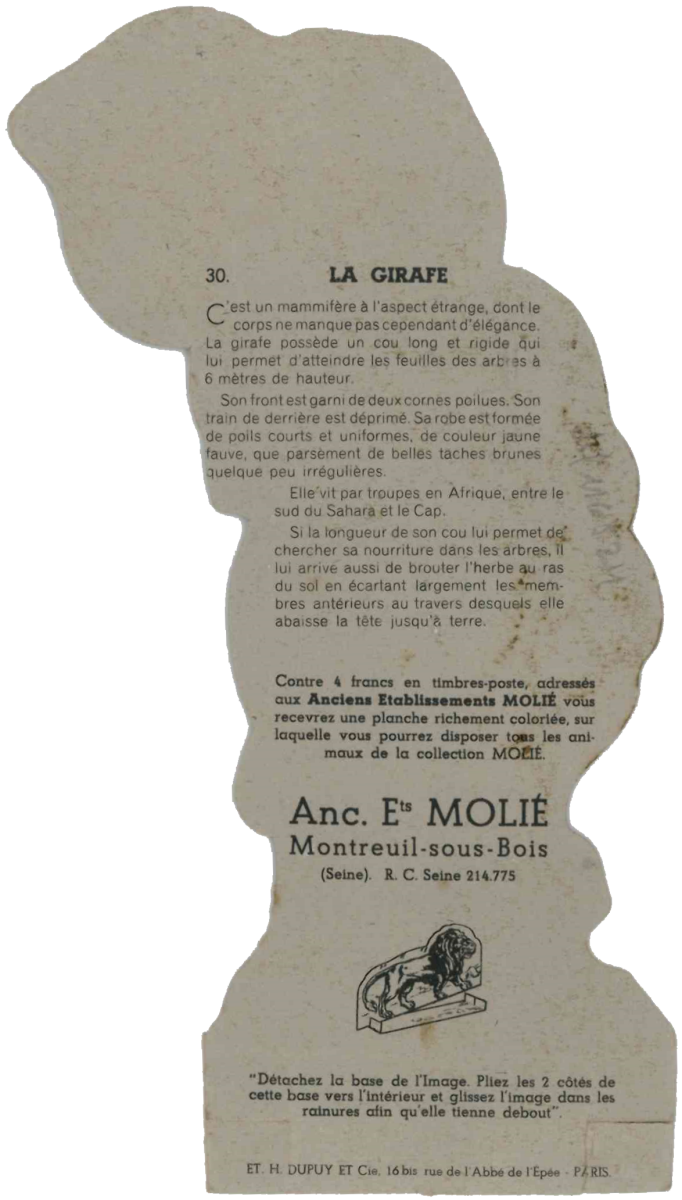 30. LA GIRAFE
C'est un mammifère à l'aspect étrange, dont le
corps ne manque pas cependant d'élégance.
La girafe possède un cou long et rigide qui
lui permet d'atteindre les feuilles des arbres à
6 mètres de hauteur.
Son front est garni de deux cornes poilues. Son
train de derrière est déprimé. Sa robe est formée
de poils courts et uniformes, de couleur jaune
fauve, que parsèment de belles taches brunes
quelque peu irrégulières.
Elle vit par troupes en Afrique, entre le
sud du Sahara et le Cap.
Si la longueur de son cou lui permet de
chercher sa nourriture dans les arbres, il
lui arrive aussi de brouter l'herbe au ras
du sol en écartant largement les mem-
bres antérieurs au travers desquels elle
abaisse la tête jusqu'à terre.
Contre 4 francs en timbres-poste, adressés
aux Anciens Etablissements MOLIÉ vous
recevrez une planche richement coloriée, sur
laquelle vous pourrez disposer tous les ani-
maux de la collection MOLIÉ.
Anc. Ets MOLIÉ
Montreuil-sous-Bois
(Seine). R. C. Seine 214.775
"Détachez la base de l'Image. Pliez les 2 côtés de
cette base vers l'intérieur et glissez l'image dans les
rainures afin qu'elle tienne debout".
ET. H. DUPUY ET Cie, 16 bis rue de l'Abbé de l'Epée - PARIS.